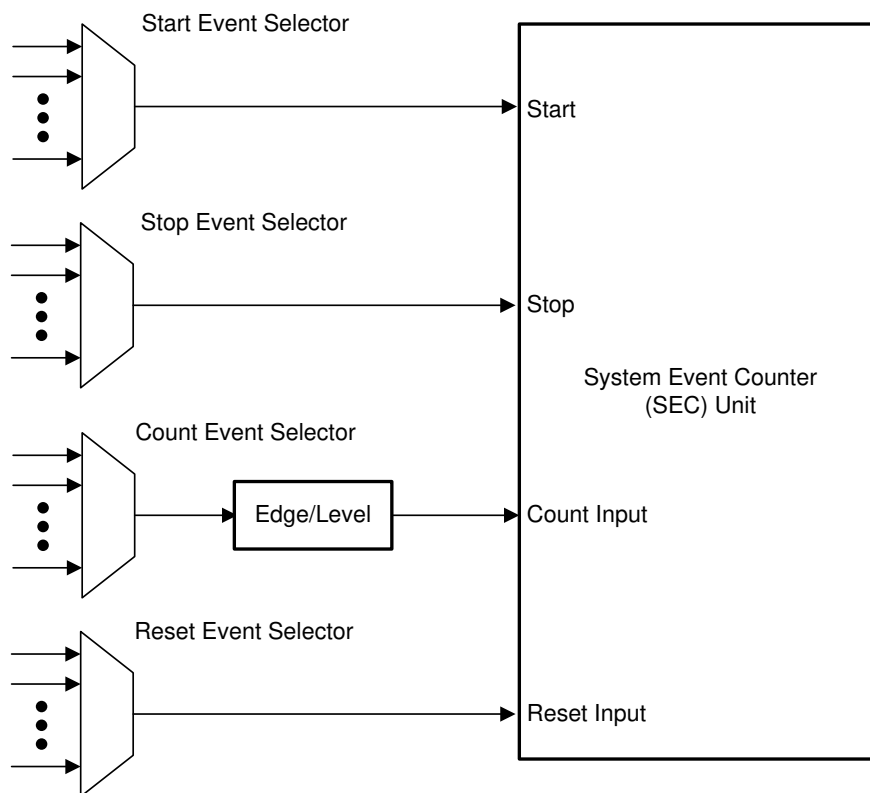 Start Event Selector
Start
Stop Event Selector
Stop
System Event Counter
(SEC) Unit
Count Event Selector
Edge/Level
Count Input
Reset Event Selector
Reset Input